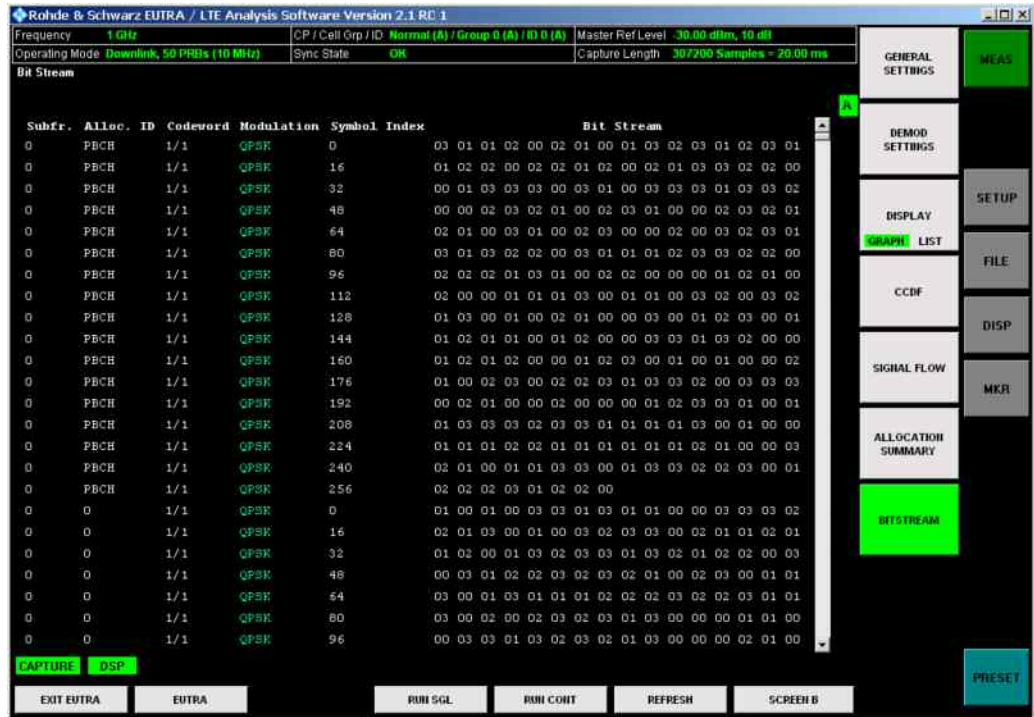 Rohde & Schwarz EUTRA / LTE Analysis Software Version 2.1 RC 1
Frequency 1 GHz CP / Cell Grp / ID Normal (A) / Group 0 (A) / ID 0 (A) Master Ref Level -30.00 dBm, 10 dB
Operating Mode Downlink, 50 PRBs (10 MHz) Sync State OK Capture Length 307200 Samples = 20.00 ms
Bit Stream
A
Subfr. Alloc. ID Codeword Modulation Symbol Index Bit Stream
0 PBCH 1/1 QPSK 0 03 01 01 02 00 02 01 00 01 03 02 03 01 02 03 01
0 PBCH 1/1 QPSK 16 01 02 02 00 02 02 01 02 00 02 01 03 03 02 02 00
0 PBCH 1/1 QPSK 32 00 01 03 03 03 00 03 01 00 03 03 03 01 03 03 02
0 PBCH 1/1 QPSK 48 00 00 02 03 02 01 00 02 03 01 00 00 02 03 02 01
0 PBCH 1/1 QPSK 64 02 01 00 03 01 00 02 03 00 00 02 00 03 02 03 01
0 PBCH 1/1 QPSK 80 03 01 03 02 02 00 03 01 01 01 02 03 02 02 00 00
0 PBCH 1/1 QPSK 96 02 02 02 01 03 01 00 02 02 00 00 00 01 02 01 00
0 PBCH 1/1 QPSK 112 02 00 00 01 01 01 03 00 01 01 00 03 02 00 03 02
0 PBCH 1/1 QPSK 128 01 03 00 01 00 02 01 01 00 00 03 00 01 03 01 01
0 PBCH 1/1 QPSK 144 01 02 01 01 00 02 00 01 00 03 03 01 03 02 00 00
0 PBCH 1/1 QPSK 160 01 02 01 02 00 00 01 02 03 00 01 00 01 00 00 02
0 PBCH 1/1 QPSK 176 01 00 02 03 00 02 02 03 01 03 03 02 00 03 03 03
0 PBCH 1/1 QPSK 192 00 02 01 00 00 02 00 00 00 01 02 03 03 01 00 01
0 PBCH 1/1 QPSK 208 01 03 03 03 02 03 03 01 01 01 01 03 00 01 00 00
0 PBCH 1/1 QPSK 224 01 01 01 02 02 01 01 01 01 01 01 02 01 00 00 03
0 PBCH 1/1 QPSK 240 02 01 00 01 01 03 03 00 01 03 03 02 02 03 00 01
0 PBCH 1/1 QPSK 256 02 02 02 03 01 02 02 00
0 0 1/1 QPSK 0 01 00 01 00 03 03 01 03 01 01 00 00 03 03 03 02
0 0 1/1 QPSK 16 02 01 03 00 01 00 03 02 03 00 02 01 01 02 01 01
0 0 1/1 QPSK 32 01 02 00 01 03 02 03 03 01 03 02 01 02 02 00 03
0 0 1/1 QPSK 48 00 03 01 02 02 03 02 03 02 01 00 02 03 00 01 01
0 0 1/1 QPSK 64 03 00 01 03 01 01 01 02 02 02 03 02 02 03 01 01
0 0 1/1 QPSK 80 03 00 02 00 02 03 02 03 01 03 00 00 00 01 01 00
0 0 1/1 QPSK 96 00 03 03 01 03 02 03 02 01 03 00 00 00 02 01 00
CAPTURE DSP
EXIT EUTRA EUTRA RUN SGL RUN CONT REFRESH SCREEN B
GENERAL SETTINGS
DEMOD SETTINGS
DISPLAY
GRAPH LIST
CCDF
SIGNAL FLOW
ALLOCATION SUMMARY
BITSTREAM
MEAS
SETUP
FILE
DISP
MKR
PRESET